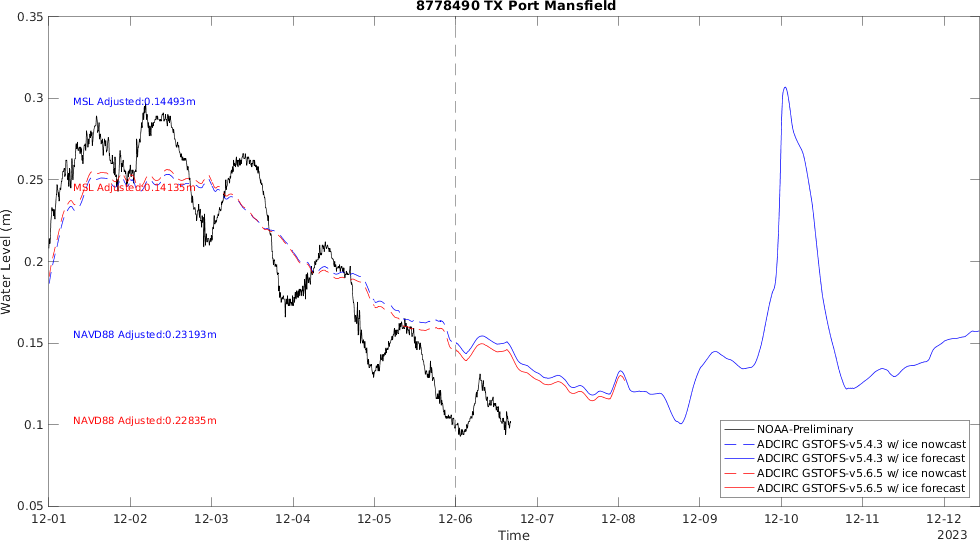 8778490 TX Port Mansfield
0.35
0.3
0.25
0.2
0.15
0.1
0.05
Water Level (m)
MSL Adjusted:0.14493m
MSL Adjusted:0.14135m
NAVD88 Adjusted:0.23193m
NAVD88 Adjusted:0.22835m
NOAA-Preliminary
ADCIRC GSTOFS-v5.4.3 w/ ice nowcast
ADCIRC GSTOFS-v5.4.3 w/ ice forecast
ADCIRC GSTOFS-v5.6.5 w/ ice nowcast
ADCIRC GSTOFS-v5.6.5 w/ ice forecast
12-01 12-02 12-03 12-04 12-05 12-06 12-07 12-08 12-09 12-10 12-11 12-12
Time
2023